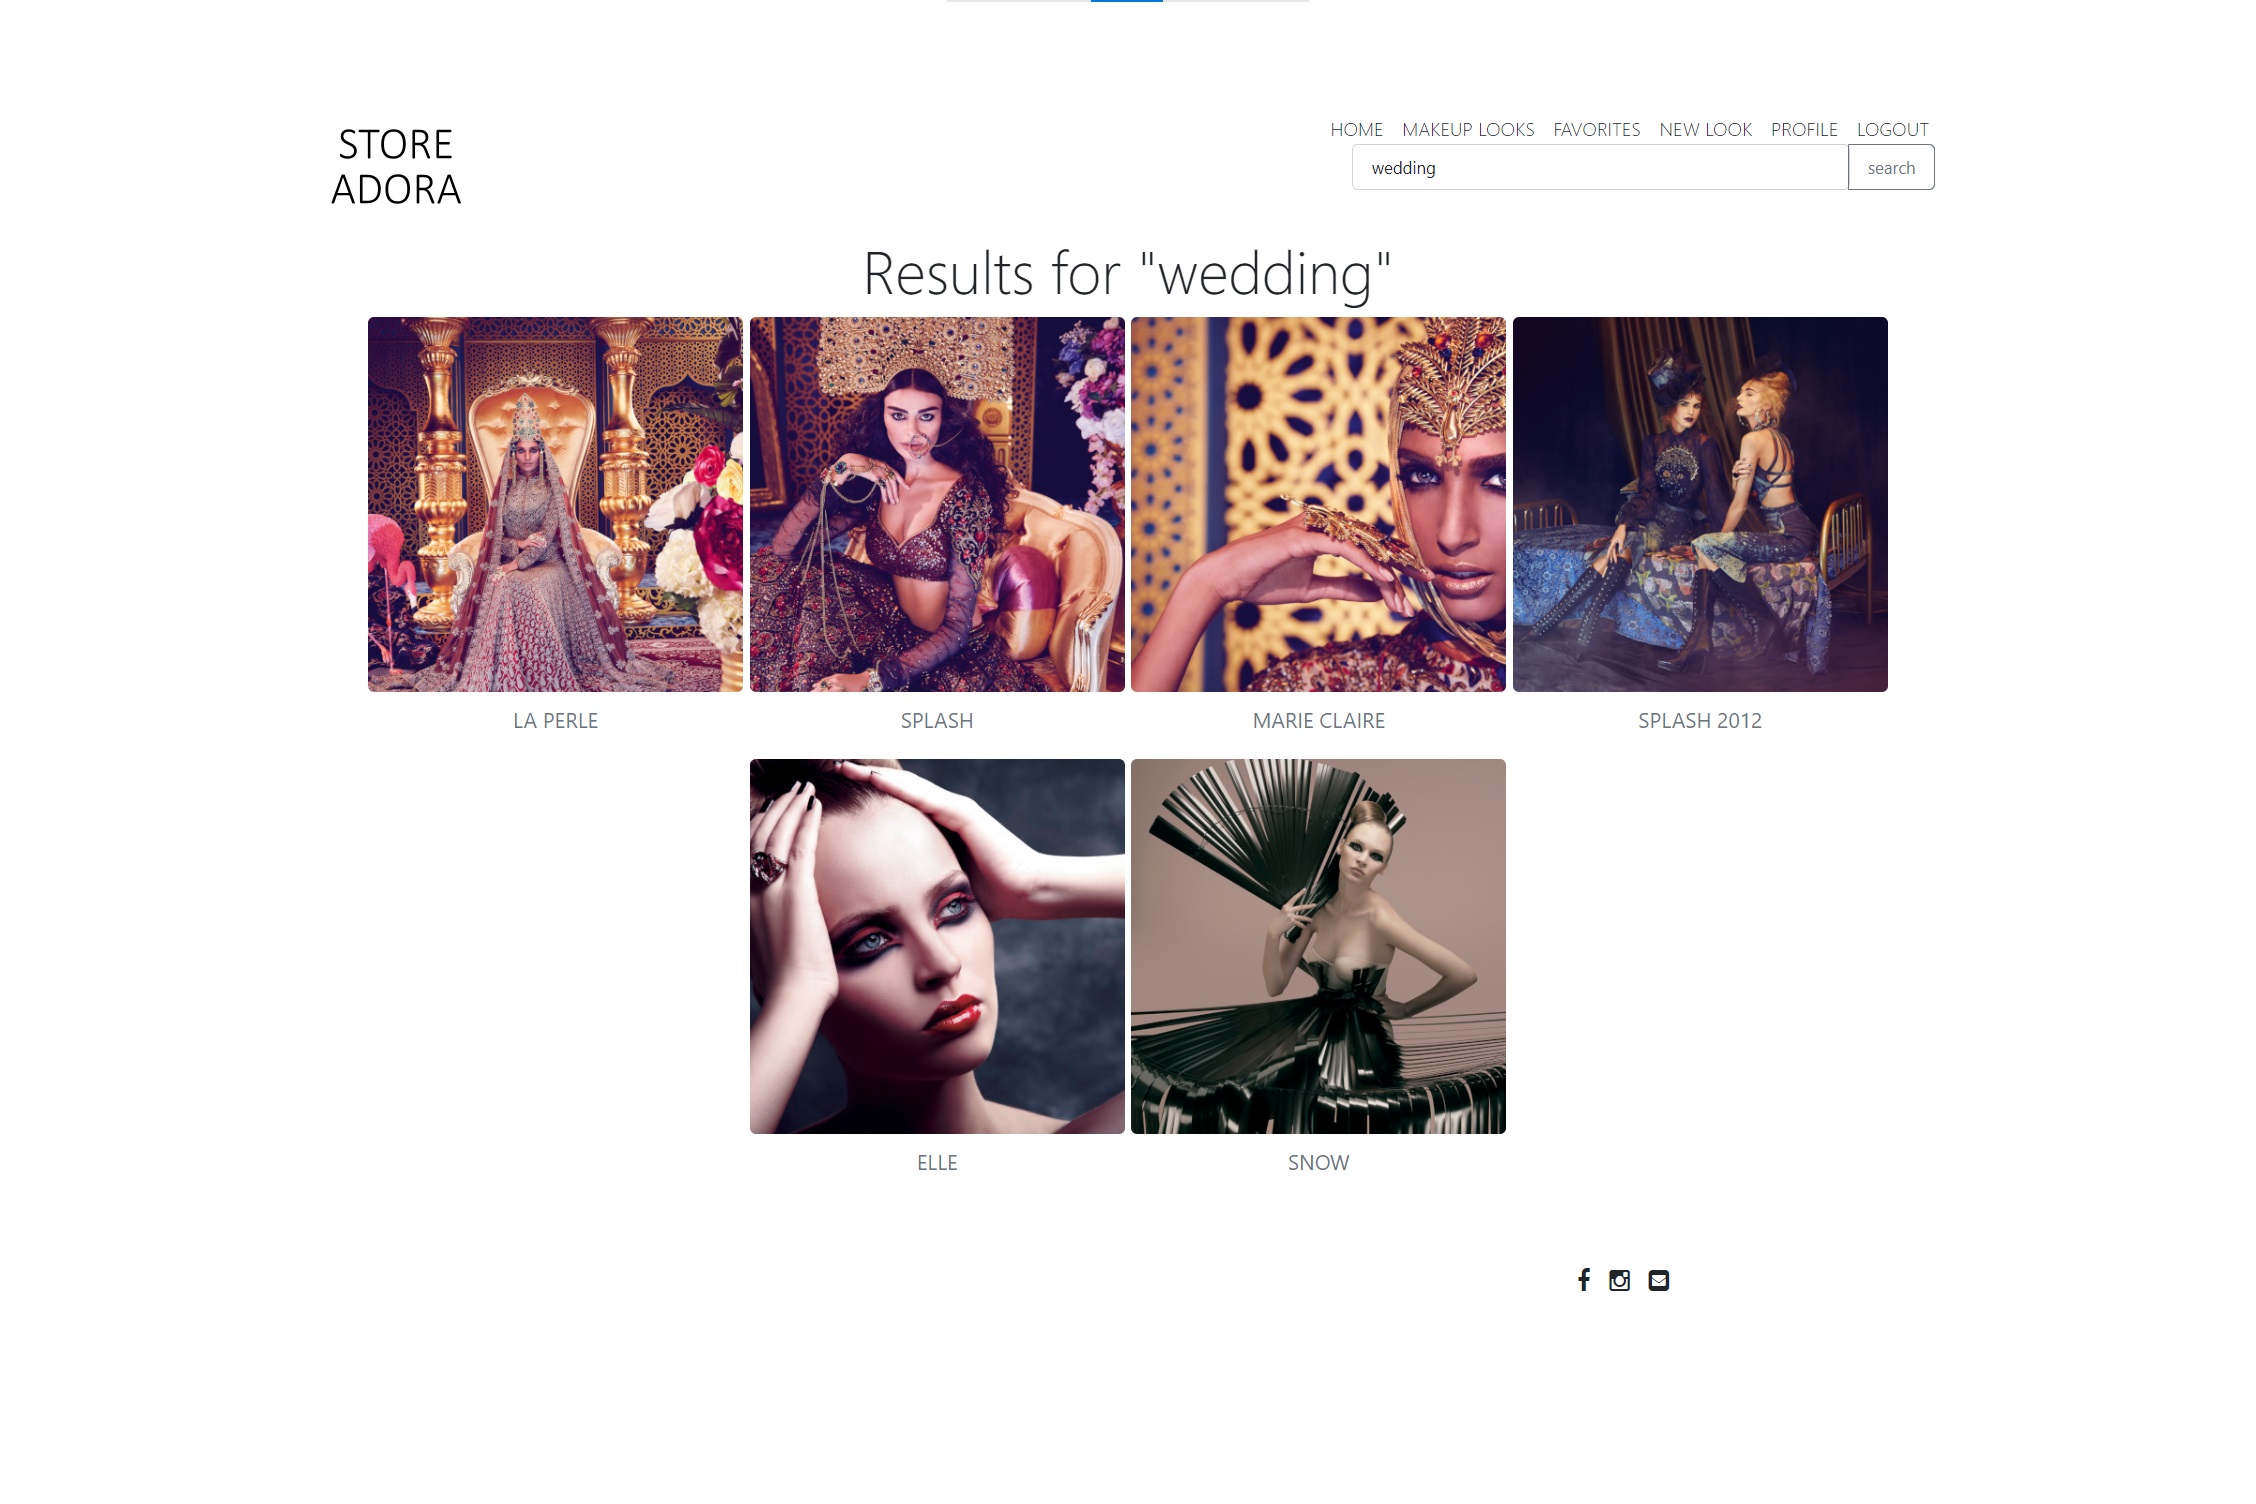 STORE
ADORA
HOME MAKEUP LOOKS FAVORITES NEW LOOK PROFILE LOGOUT
wedding search
Results for "wedding"
LA PERLE SPLASH MARIE CLAIRE SPLASH 2012
ELLE SNOW